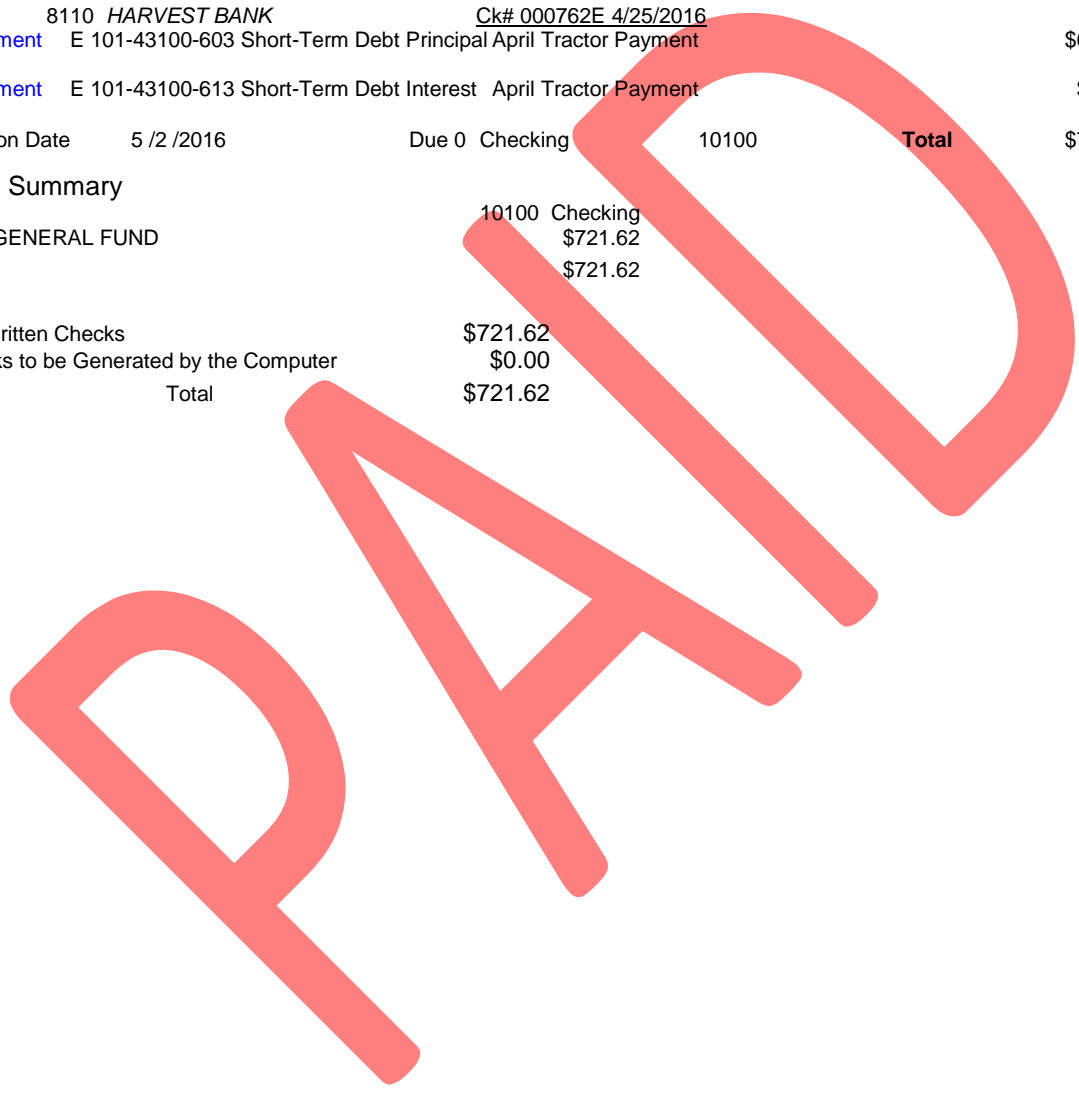 8110 HARVEST BANK Ck# 000762E 4/25/2016
ment E 101-43100-603 Short-Term Debt Principal April Tractor Payment
ment E 101-43100-613 Short-Term Debt Interest April Tractor Payment $
on Date 5 /2 /2016 Due 0 Checking 10100 Total $7
Summary
10100 Checking
GENERAL FUND $721.62
$721.62
ritten Checks $721.62
ks to be Generated by the Computer $0.00
Total $721.62
PAID